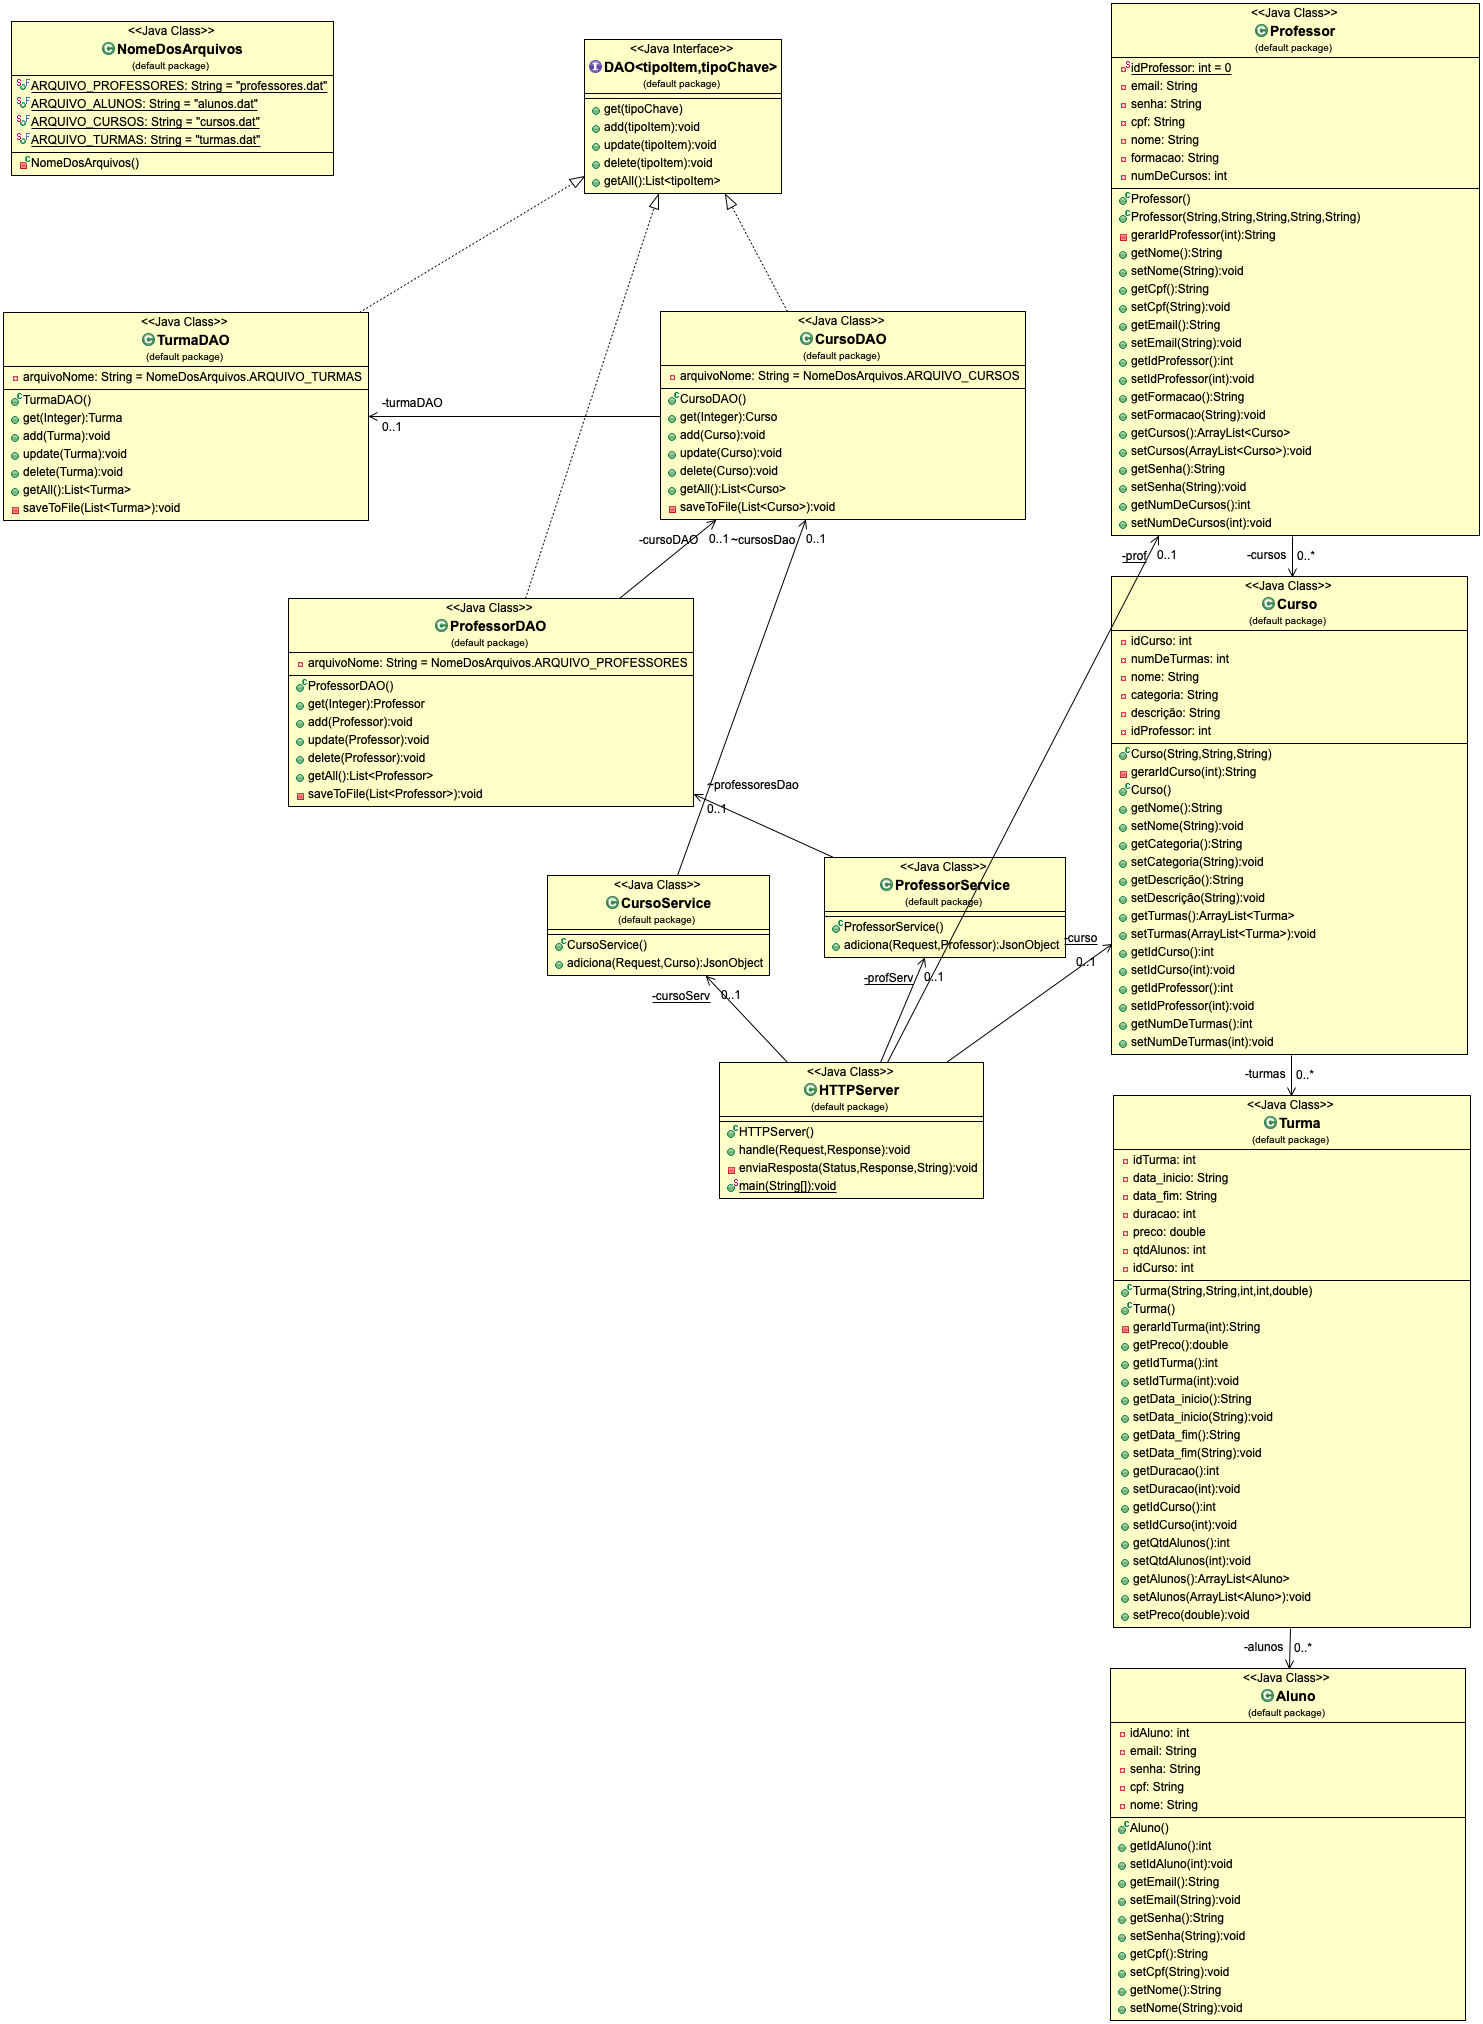 <<Java Class>>
NomeDosArquivos
(default package)
ARQUIVO_PROFESSORES: String = "professores.dat"
ARQUIVO_ALUNOS: String = "alunos.dat"
ARQUIVO_CURSOS: String = "cursos.dat"
ARQUIVO_TURMAS: String = "turmas.dat"
NomeDosArquivos()
<<Java Interface>>
DAO<tipoItem,tipoChave>
(default package)
get(tipoChave)
add(tipoItem):void
update(tipoItem):void
delete(tipoItem):void
getAll():List<tipoItem>
<<Java Class>>
TurmaDAO
(default package)
arquivoNome: String = NomeDosArquivos.ARQUIVO_TURMAS
TurmaDAO()
get(Integer):Turma
add(Turma):void
update(Turma):void
delete(Turma):void
getAll():List<Turma>
saveToFile(List<Turma>):void
-turmaDAO
0..1
<<Java Class>>
CursoDAO
(default package)
arquivoNome: String = NomeDosArquivos.ARQUIVO_CURSOS
CursoDAO()
get(Integer):Curso
add(Curso):void
update(Curso):void
delete(Curso):void
getAll():List<Curso>
saveToFile(List<Curso>):void
-cursoDAO
0..1
~cursosDao
0..1
<<Java Class>>
ProfessorDAO
(default package)
arquivoNome: String = NomeDosArquivos.ARQUIVO_PROFESSORES
ProfessorDAO()
get(Integer):Professor
add(Professor):void
update(Professor):void
delete(Professor):void
getAll():List<Professor>
saveToFile(List<Professor>):void
~professoresDao
0..1
<<Java Class>>
CursoService
(default package)
CursoService()
adiciona(Request,Curso):JsonObject
-cursoServ
0..1
<<Java Class>>
ProfessorService
(default package)
ProfessorService()
adiciona(Request,Professor):JsonObject
-profServ
0..1
-curso
0..1
<<Java Class>>
HTTPServer
(default package)
HTTPServer()
handle(Request,Response):void
enviaResposta(Status,Response,String):void
main(String[]):void
<<Java Class>>
Professor
(default package)
idProfessor: int = 0
email: String
senha: String
cpf: String
nome: String
formacao: String
numDeCursos: int
Professor()
Professor(String,String,String,String,String)
gerarIdProfessor(int):String
getNome():String
setNome(String):void
getCpf():String
setCpf(String):void
getEmail():String
setEmail(String):void
getIdProfessor():int
setIdProfessor(int):void
getFormacao():String
setFormacao(String):void
getCursos():ArrayList<Curso>
setCursos(ArrayList<Curso>):void
getSenha():String
setSenha(String):void
getNumDeCursos():int
setNumDeCursos(int):void
-prof
0..1
-cursos
0..*
<<Java Class>>
Curso
(default package)
idCurso: int
numDeTurmas: int
nome: String
categoria: String
descrição: String
idProfessor: int
Curso(String,String,String)
gerarIdCurso(int):String
Curso()
getNome():String
setNome(String):void
getCategoria():String
setCategoria(String):void
getDescrição():String
setDescrição(String):void
getTurmas():ArrayList<Turma>
setTurmas(ArrayList<Turma>):void
getIdCurso():int
setIdCurso(int):void
getIdProfessor():int
setIdProfessor(int):void
getNumDeTurmas():int
setNumDeTurmas(int):void
-turmas
0..*
<<Java Class>>
Turma
(default package)
idTurma: int
data_inicio: String
data_fim: String
duracao: int
preco: double
qtdAlunos: int
idCurso: int
Turma(String,String,int,int,double)
Turma()
gerarIdTurma(int):String
getPreco():double
getIdTurma():int
setIdTurma(int):void
getData_inicio():String
setData_inicio(String):void
getData_fim():String
setData_fim(String):void
getDuracao():int
setDuracao(int):void
getIdCurso():int
setIdCurso(int):void
getQtdAlunos():int
setQtdAlunos(int):void
getAlunos():ArrayList<Aluno>
setAlunos(ArrayList<Aluno>):void
setPreco(double):void
-alunos
0..*
<<Java Class>>
Aluno
(default package)
idAluno: int
email: String
senha: String
cpf: String
nome: String
Aluno()
getIdAluno():int
setIdAluno(int):void
getEmail():String
setEmail(String):void
getSenha():String
setSenha(String):void
getCpf():String
setCpf(String):void
getNome():String
setNome(String):void